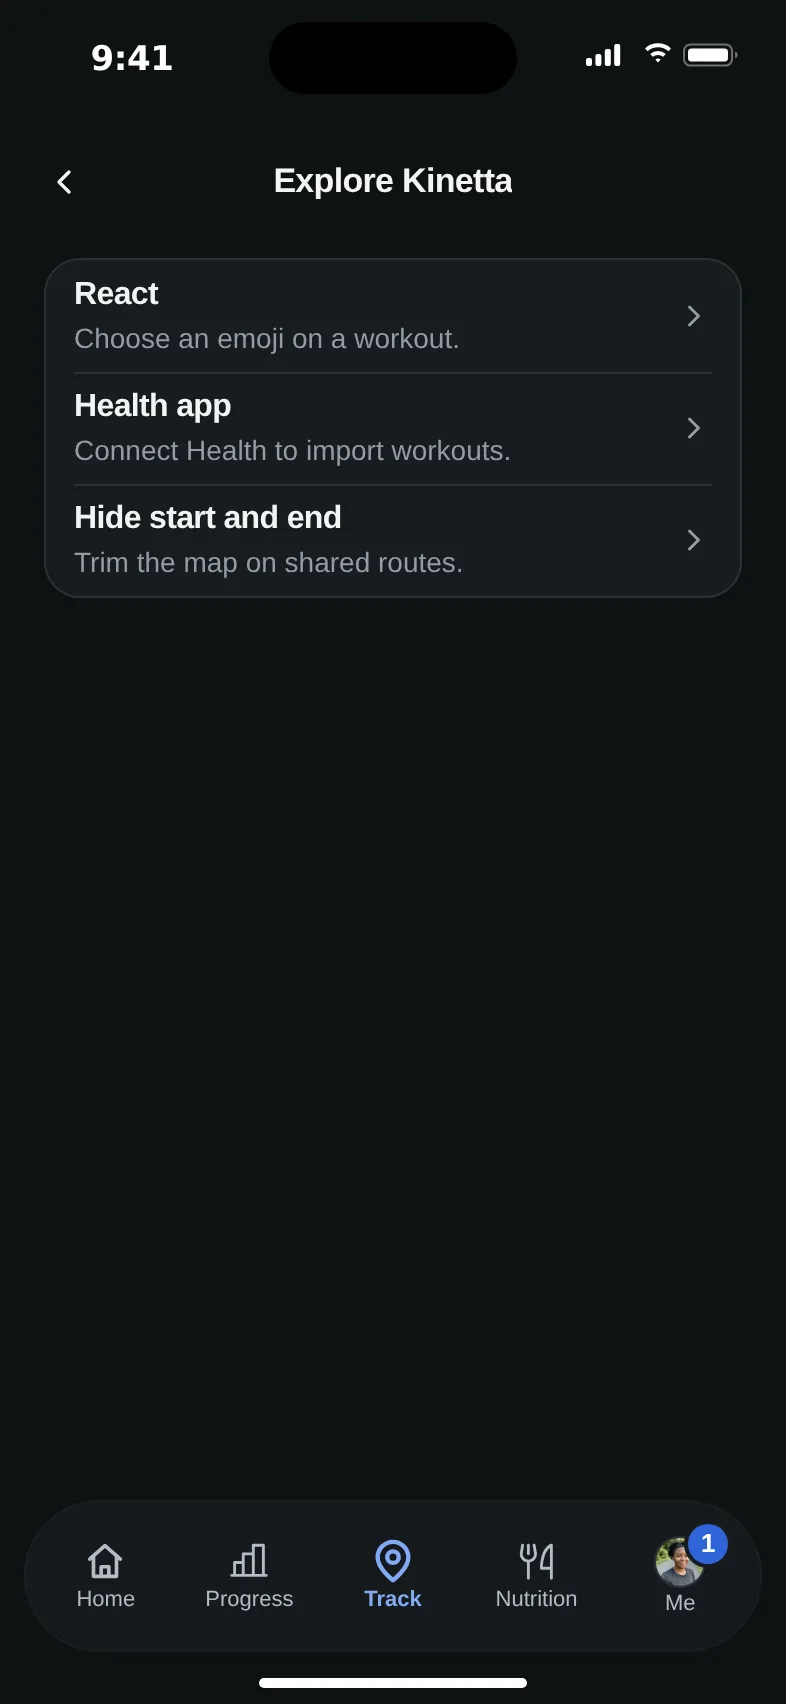 9:41
Explore Kinetta
React
Choose an emoji on a workout.
Health app
Connect Health to import workouts.
Hide start and end
Trim the map on shared routes.
1
Home
Progress
Track
Nutrition
Me